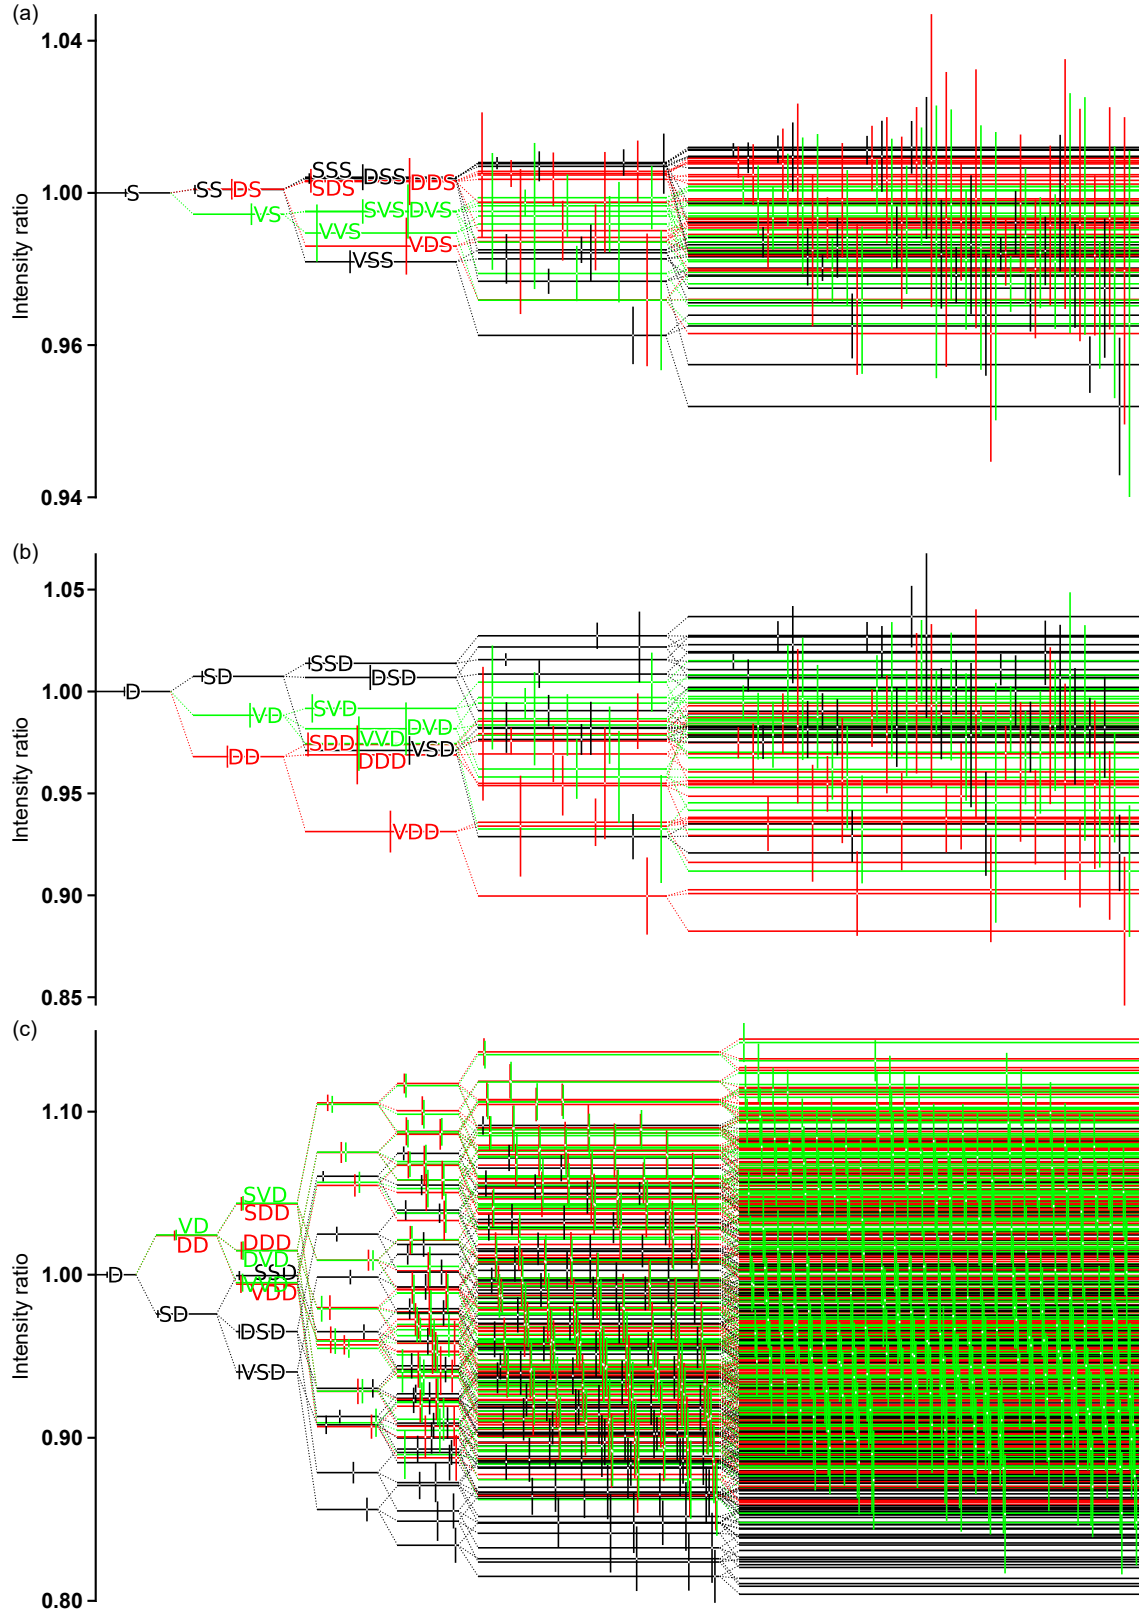 (a)
1.04
1.00
0.96
0.94
Intensity ratio
S
SS
DS
VS
SSS
SDS
DSS
DDS
SVS
DVS
VVS
VDS
VSS
(b)
1.05
1.00
0.95
0.90
0.85
Intensity ratio
D
SD
VD
DD
SSD
DSD
SVD
DVD
VVD
SDD
VSD
DDD
VDD
(c)
1.10
1.00
0.90
0.80
Intensity ratio
D
VD
DD
SD
SVD
SDD
DDD
DVD
SSD
VDD
DSD
VSD